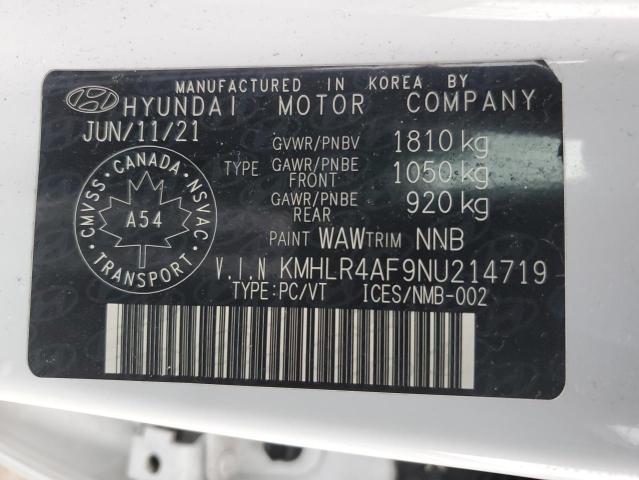 MANUFACTURED IN KOREA BY
HYUNDAI MOTOR COMPANY
JUN/11/21
GVWR/PNBV 1810 kg
TYPE GAWR/PNBE FRONT 1050 kg
GAWR/PNBE REAR 920 kg
CMVSS · CANADA · NSVAC
A54
TRANSPORT
PAINT WAW TRIM NNB
V.I.N KMHLR4AF9NU214719
TYPE:PC/VT ICES/NMB-002